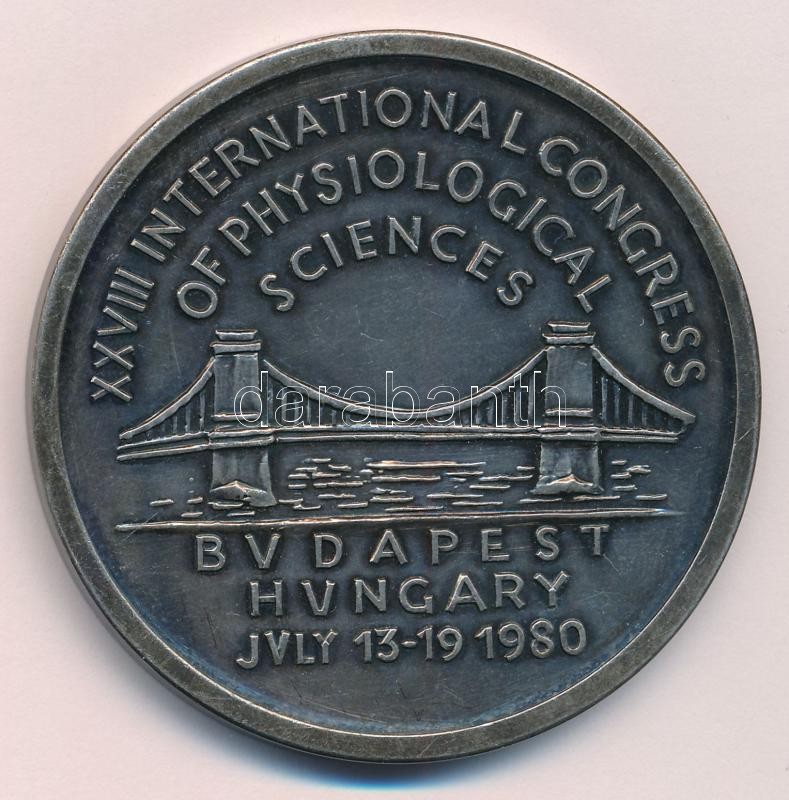 XXVIII INTERNATIONAL CONGRESS
OF PHYSIOLOGICAL
SCIENCES
darabanth
BVDAPEST
HVNGARY
JVLY 13-19 1980